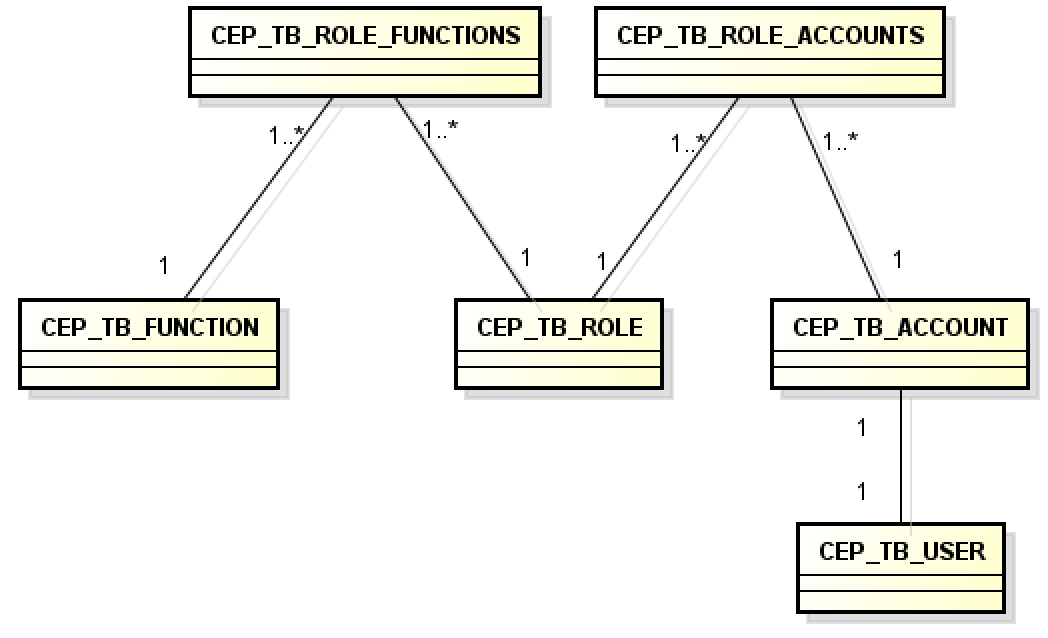 CEP_TB_ROLE_FUNCTIONS
CEP_TB_ROLE_ACCOUNTS
1..*
1..*
1..*
1..*
1
1
1
1
CEP_TB_FUNCTION
CEP_TB_ROLE
CEP_TB_ACCOUNT
1
1
CEP_TB_USER